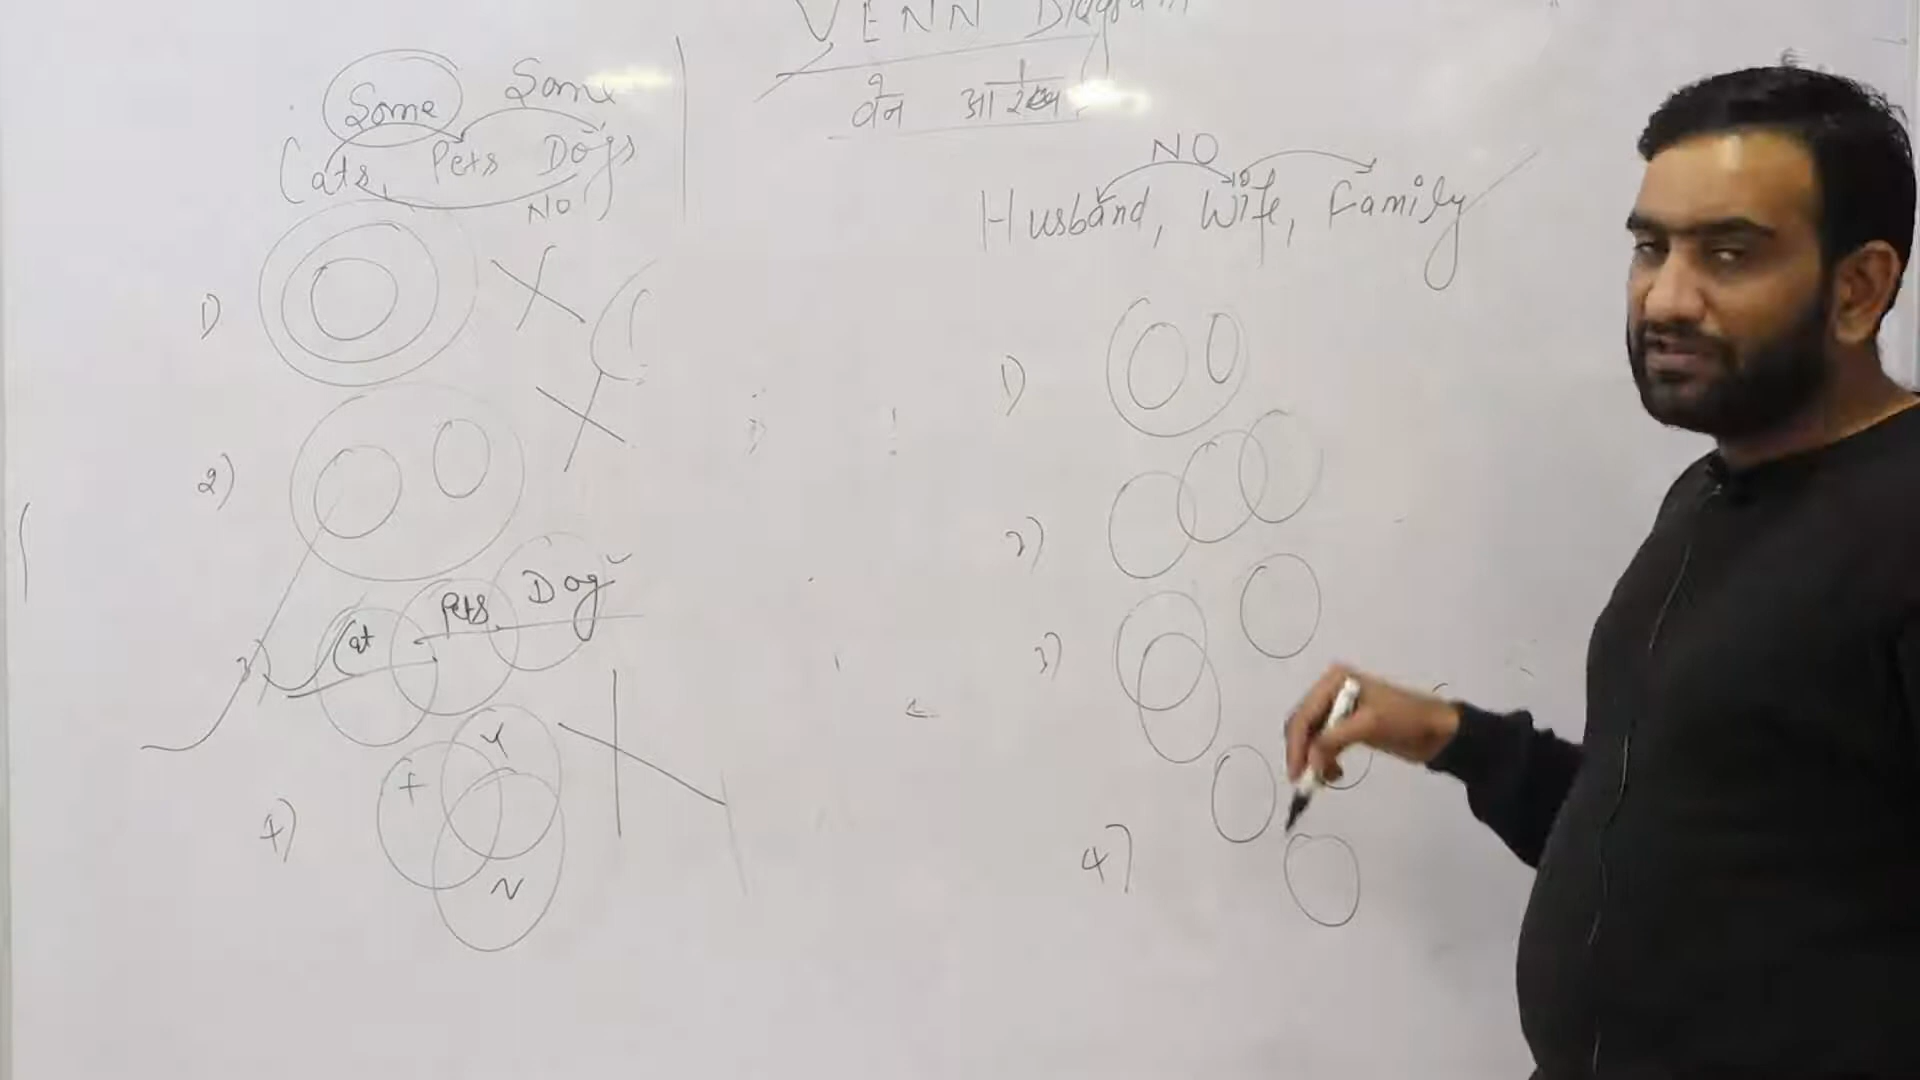 VENN Diagram
वेन आरेख
Some Some
Cats, Pets Dogs
NO
NO
Husband, Wife, Family
1)
2)
3)
Cat Pets Dog
4)
Y
N
1)
2)
3)
4)